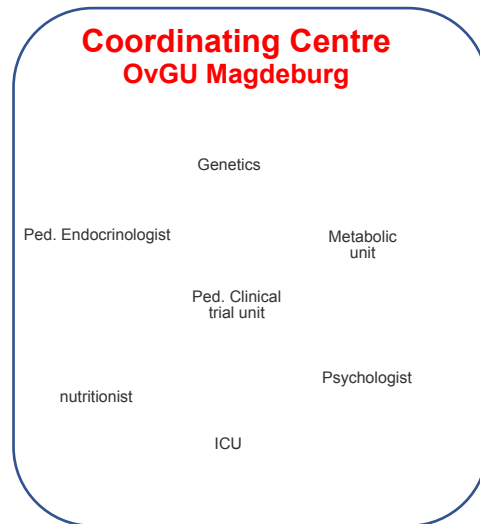 Coordinating Centre
OvGU Magdeburg
Genetics
Ped. Endocrinologist
Metabolic
unit
Ped. Clinical
trial unit
Psychologist
nutritionist
ICU